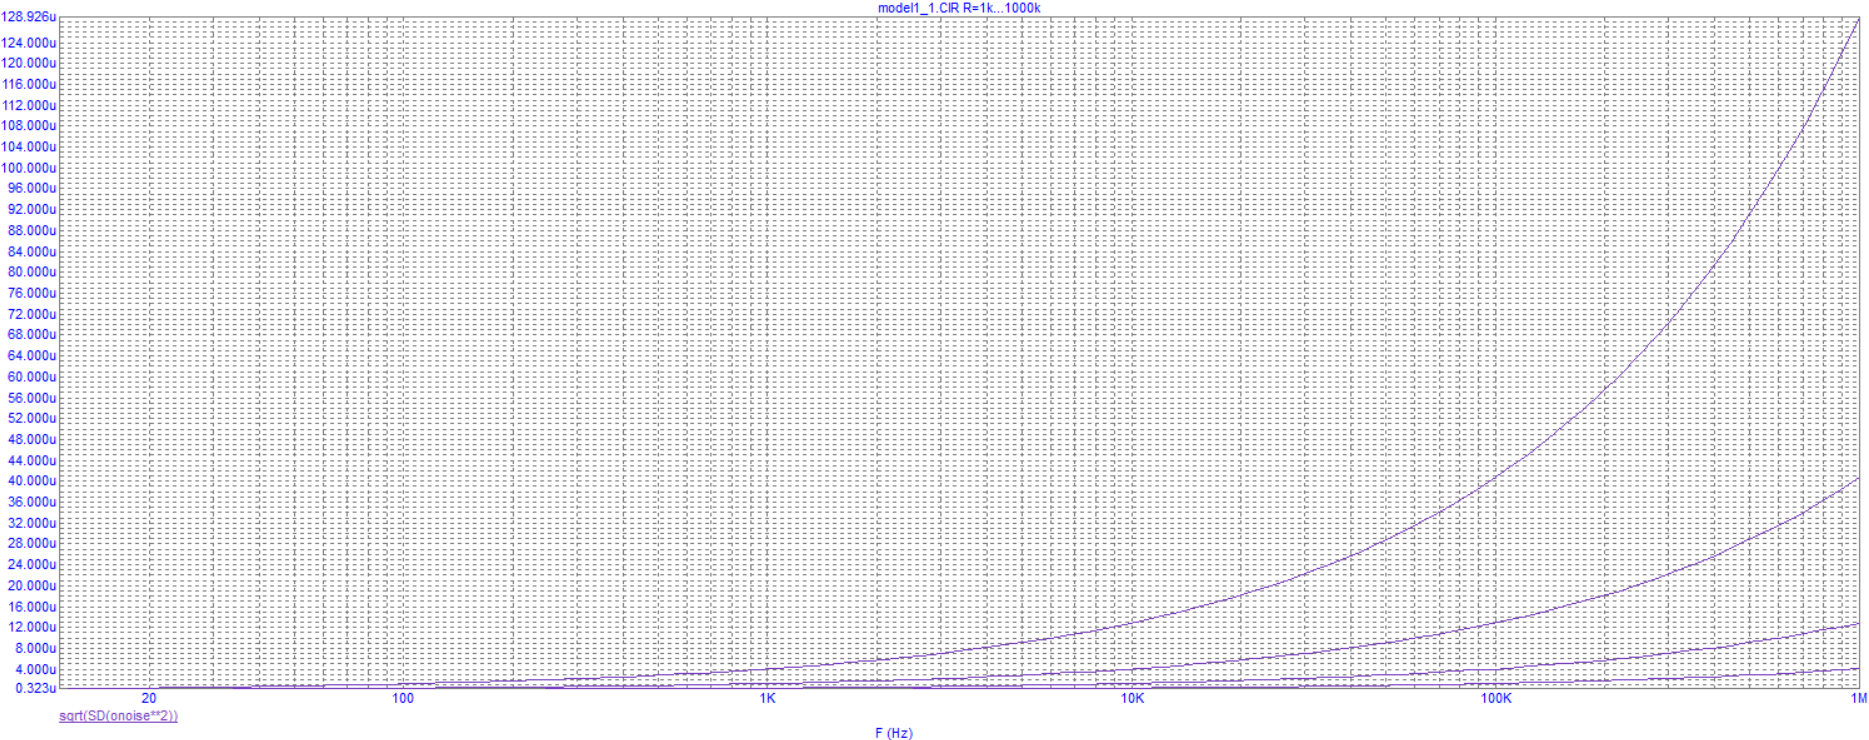 model1_1.CIR R=1k...1000k
128.926u
124.000u
120.000u
116.000u
112.000u
108.000u
104.000u
100.000u
96.000u
92.000u
88.000u
84.000u
80.000u
76.000u
72.000u
68.000u
64.000u
60.000u
56.000u
52.000u
48.000u
44.000u
40.000u
36.000u
32.000u
28.000u
24.000u
20.000u
16.000u
12.000u
8.000u
4.000u
0.323u
20 100 1K 10K 100K 1M
sqrt(SD(onoise**2))
F (Hz)